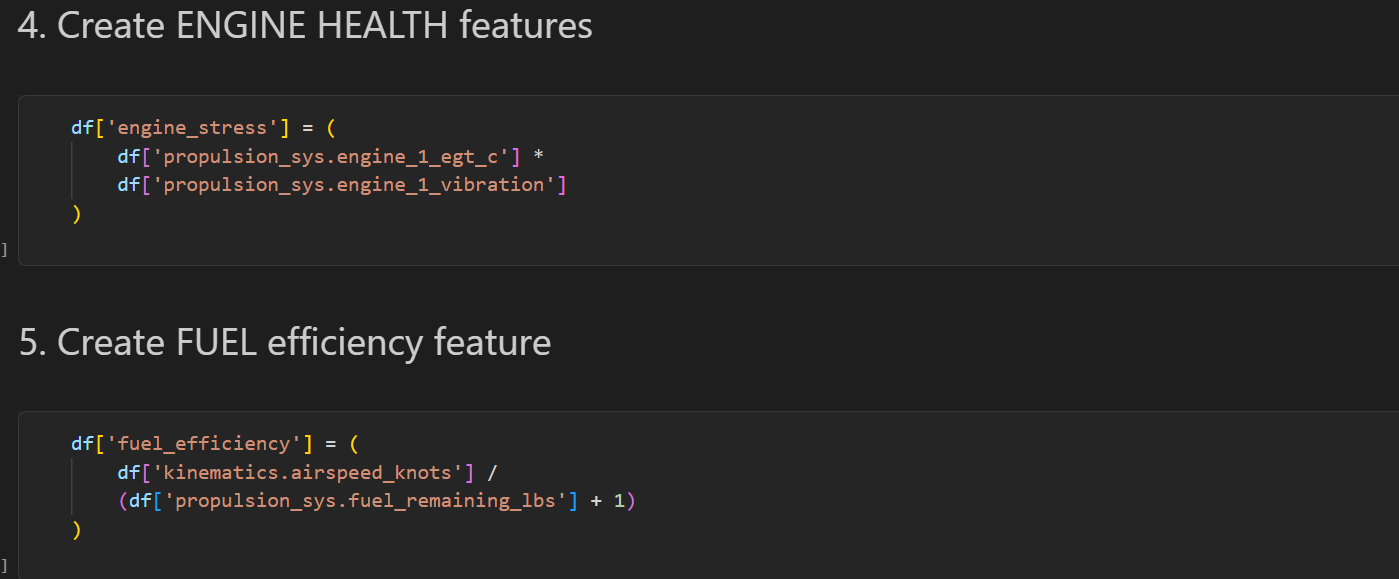 4. Create ENGINE HEALTH features
df['engine_stress'] = (
df['propulsion_sys.engine_1_egt_c'] *
df['propulsion_sys.engine_1_vibration']
)
]
5. Create FUEL efficiency feature
df['fuel_efficiency'] = (
df['kinematics.airspeed_knots'] /
(df['propulsion_sys.fuel_remaining_lbs'] + 1)
)
]